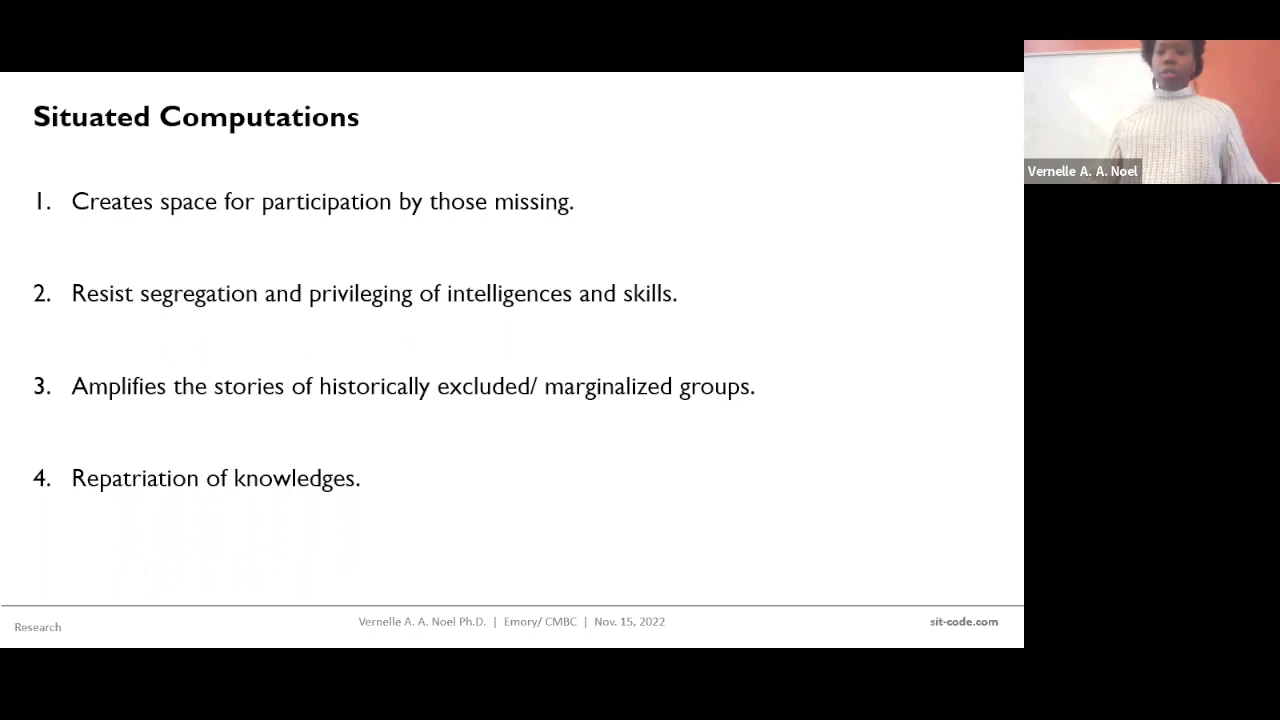 Situated Computations
1. Creates space for participation by those missing.
2. Resist segregation and privileging of intelligences and skills.
3. Amplifies the stories of historically excluded/ marginalized groups.
4. Repatriation of knowledges.
Research
Vernelle A. A. Noel Ph.D. | Emory/ CMBC | Nov. 15, 2022
sit-code.com
Vernelle A. A. Noel